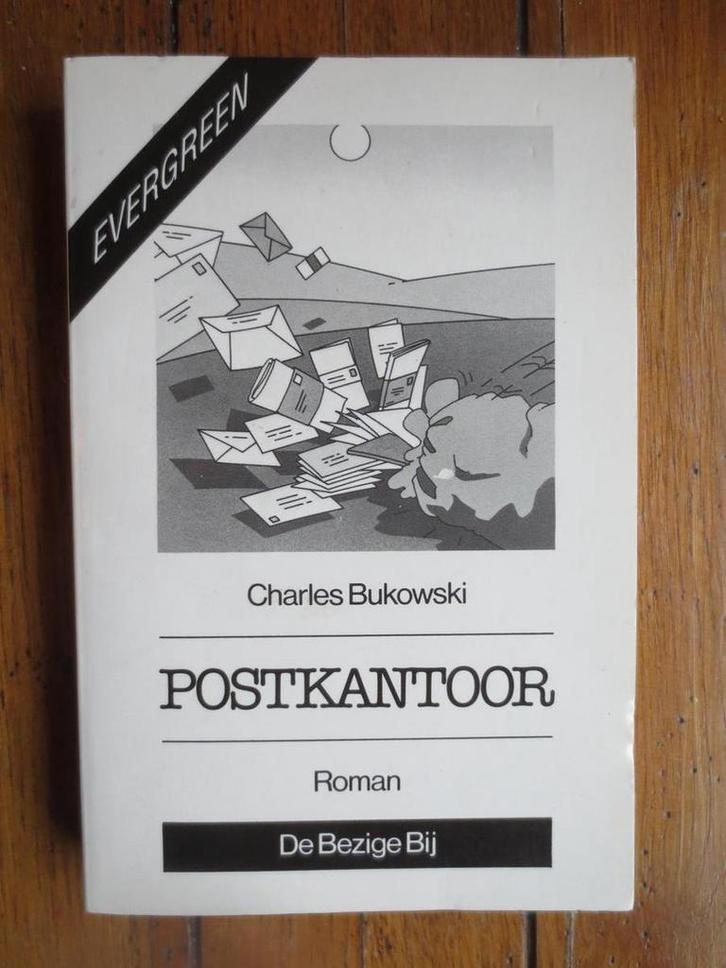 EVERGREEN
Charles Bukowski
POSTKANTOOR
Roman
De Bezige Bij